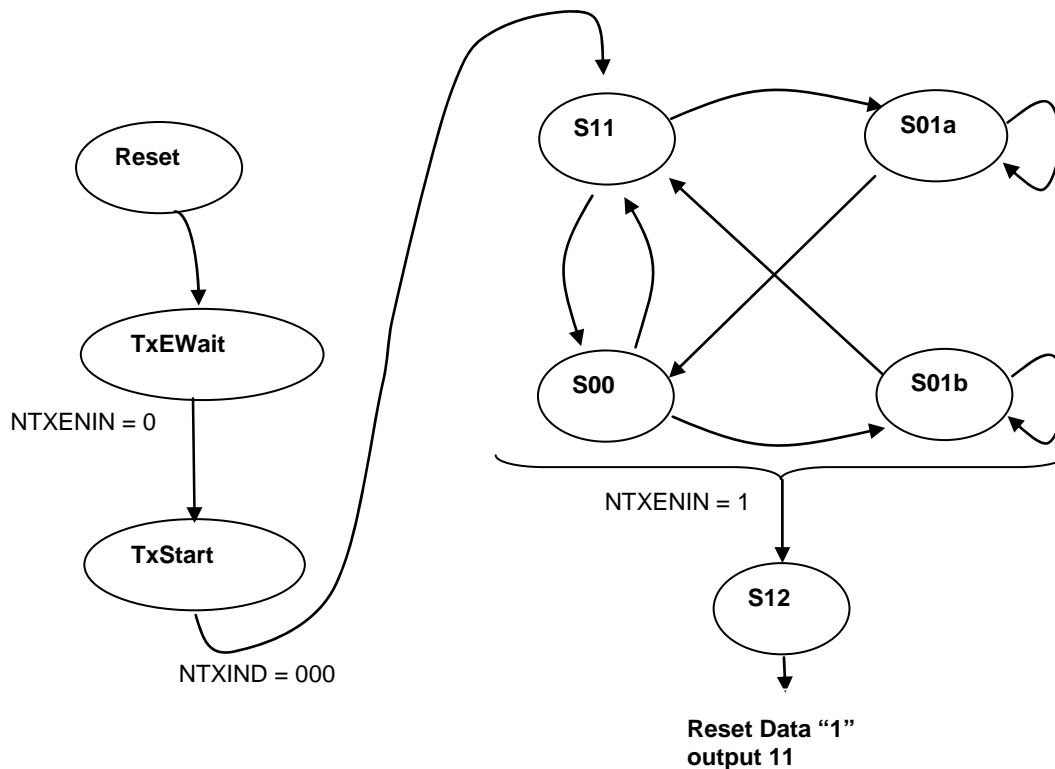 Reset
TxEWait
NTXENIN = 0
TxStart
NTXIND = 000
S11
S01a
S00
S01b
NTXENIN = 1
S12
Reset Data “1”
output 11